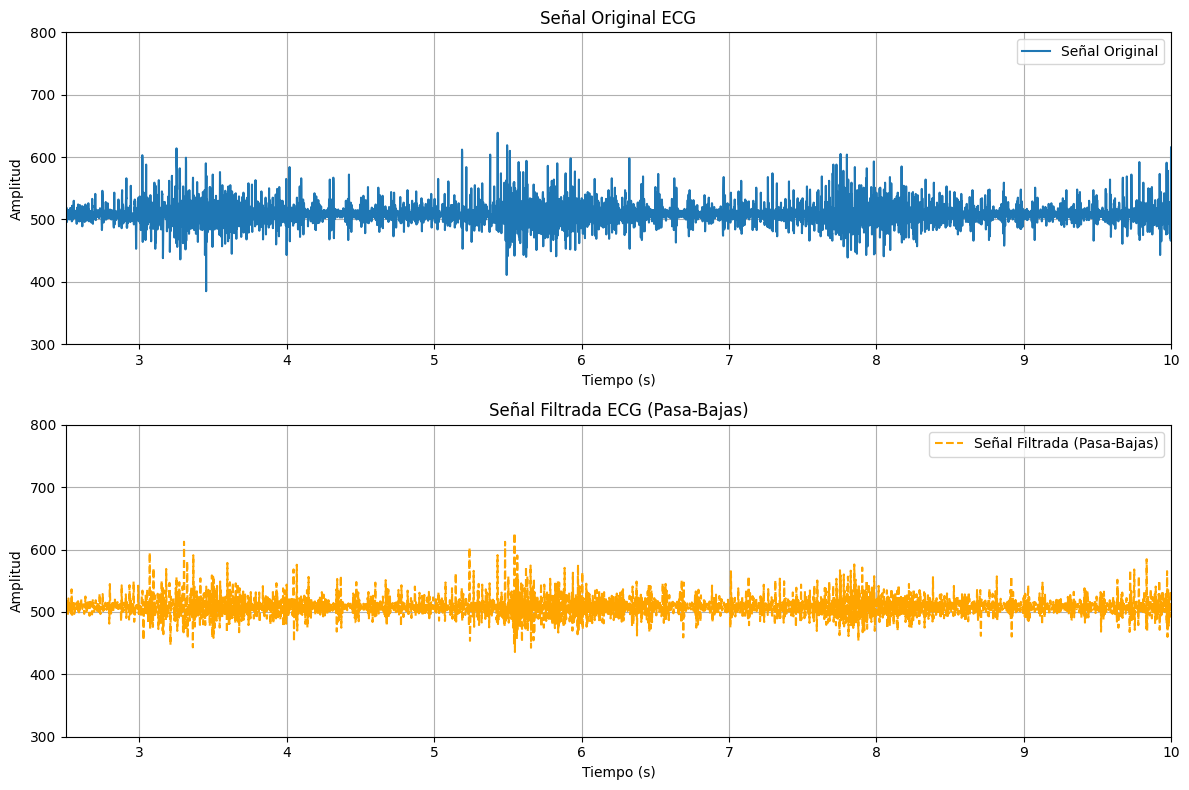 Señal Original ECG
Señal Original
800
700
600
500
400
300
Amplitud
3 4 5 6 7 8 9 10
Tiempo (s)
Señal Filtrada ECG (Pasa-Bajas)
Señal Filtrada (Pasa-Bajas)
800
700
600
500
400
300
Amplitud
3 4 5 6 7 8 9 10
Tiempo (s)